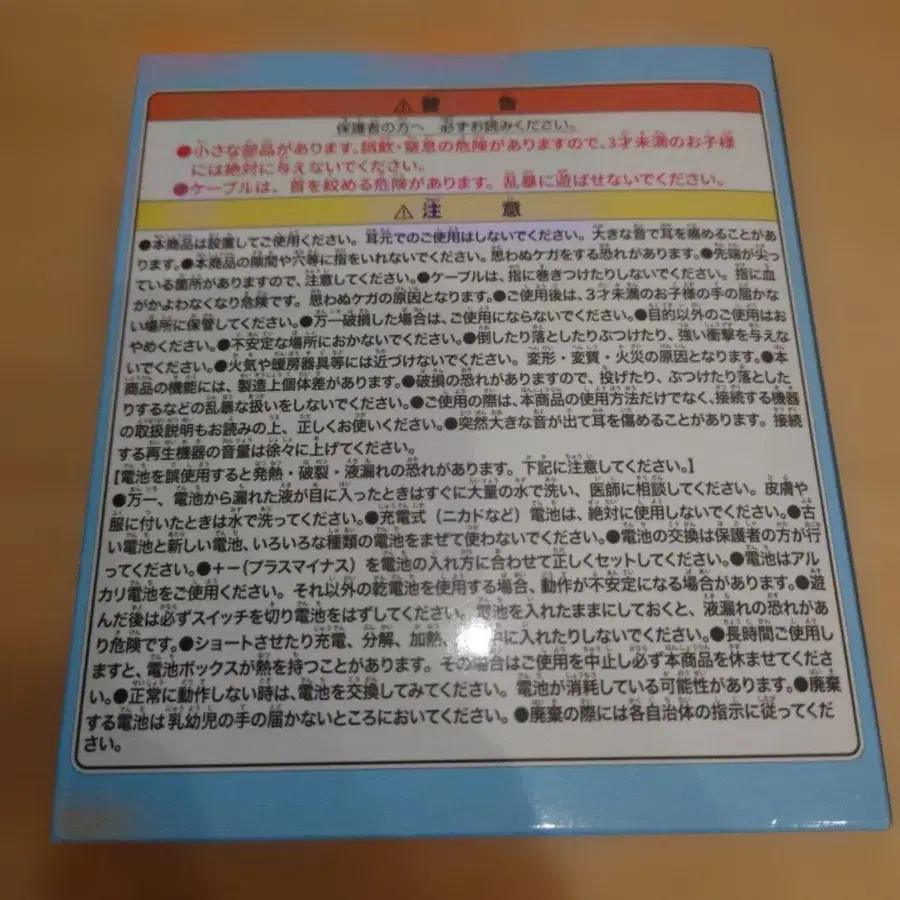 ⚠警　告
保護者の方へ　必ずお読みください。
●小さな部品があります。誤飲・窒息の危険がありますので、3才未満のお子様
には絶対に与えないでください。
●ケーブルは、首を絞める危険があります。乱暴に遊ばせないでください。
⚠注　意
●本商品は設置してご使用ください。耳元でのご使用はしないでください。大きな音で耳を痛めることがあ
ります。●本商品の隙間や穴等に指をいれないでください。思わぬケガをする恐れがあります。●先端が尖っ
ている箇所がありますので、注意してください。●ケーブルは、指に巻きつけたりしないでください。指に血
がかよわなくなり危険です。思わぬケガの原因となります。●ご使用後は、3才未満のお子様の手の届かな
い場所に保管してください。●万一破損した場合は、ご使用にならないでください。●目的以外のご使用はお
やめください。●不安定な場所におかないでください。●倒したり落としたりぶつけたり、強い衝撃を与えな
いでください。●火気や暖房器具等には近づけないでください。変形・変質・火災の原因となります。●本
商品の機能には、製造上個体差があります。●破損の恐れがありますので、投げたり、ぶつけたり落とした
りするなどの乱暴な扱いをしないでください。●ご使用の際は、本商品の使用方法だけでなく、接続する機器
の取扱説明もお読みの上、正しくお使いください。●突然大きな音が出て耳を傷めることがあります。接続
する再生機器の音量は徐々に上げてください。
【電池を誤使用すると発熱・破裂・液漏れの恐れがあります。下記に注意してください。】
●万一、電池から漏れた液が目に入ったときはすぐに大量の水で洗い、医師に相談してください。皮膚や
服に付いたときは水で洗ってください。●充電式（ニカドなど）電池は、絶対に使用しないでください。●古
い電池と新しい電池、いろいろな種類の電池をまぜて使わないでください。●電池の交換は保護者の方が行
ってください。●＋−（プラスマイナス）を電池の入れ方に合わせて正しくセットしてください。●電池はアル
カリ電池をご使用ください。それ以外の乾電池を使用する場合、動作が不安定になる場合があります。●遊
んだ後は必ずスイッチを切り電池をはずしてください。電池を入れたままにしておくと、液漏れの恐れがあ
り危険です。●ショートさせたり充電、分解、加熱、中に入れたりしないでください。●長時間ご使用し
ますと、電池ボックスが熱を持つことがあります。その場合はご使用を中止し必ず本商品を休ませてくださ
い。●正常に動作しない時は、電池を交換してみてください。電池が消耗している可能性があります。●廃棄
する電池は乳幼児の手の届かないところにおいてください。●廃棄の際には各自治体の指示に従ってくだ
さい。